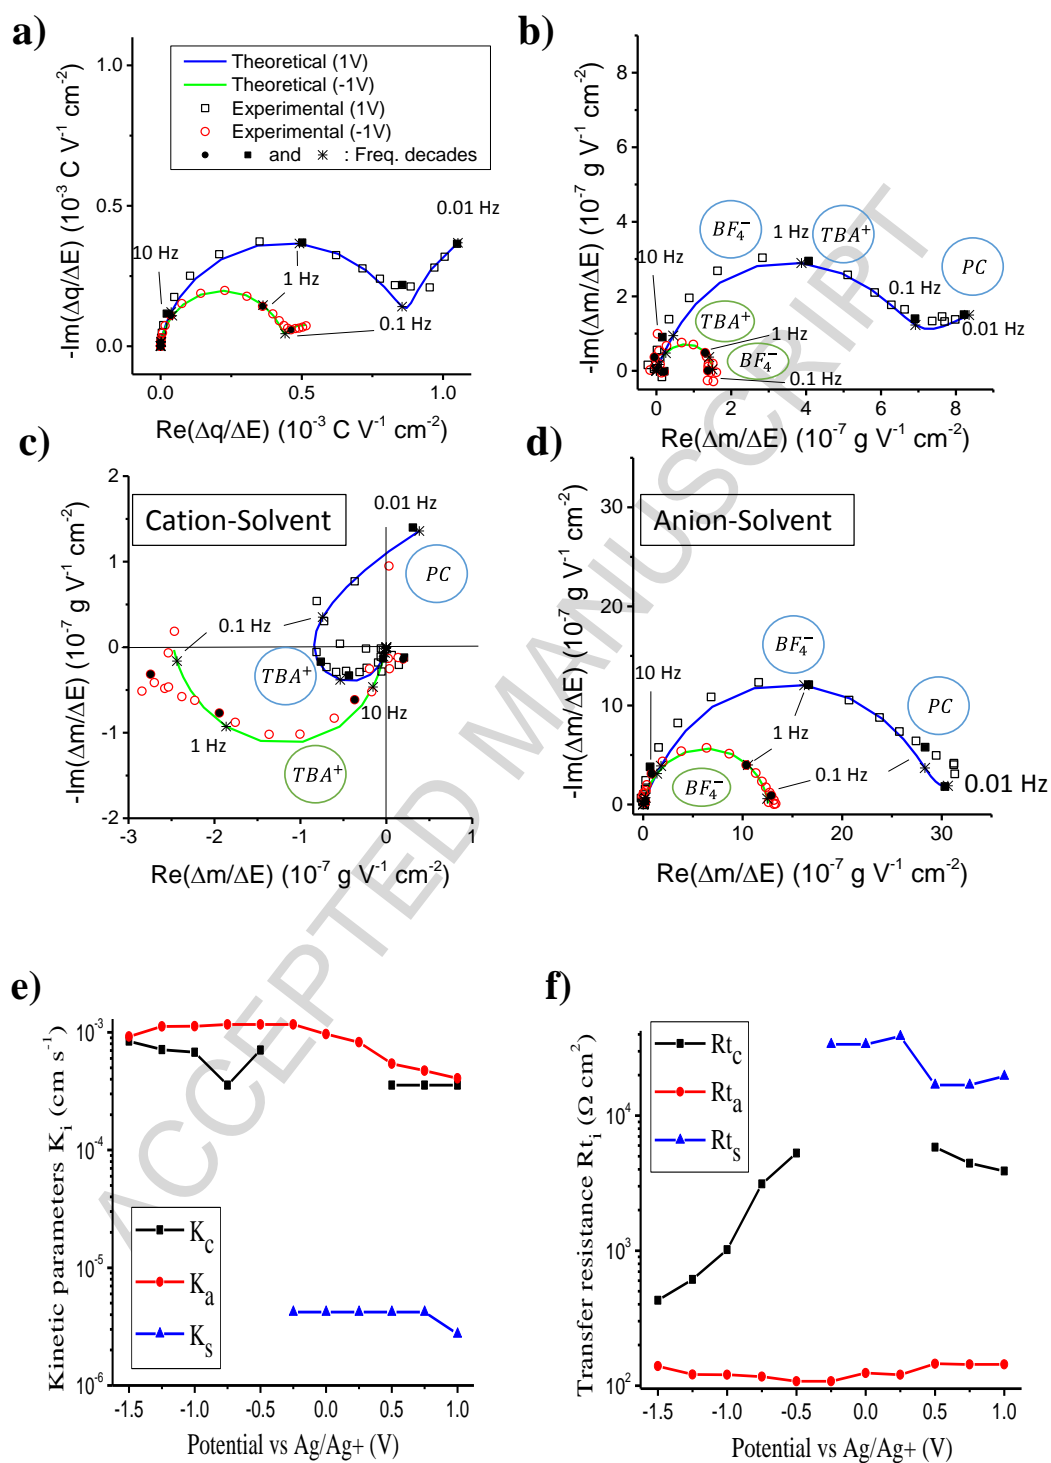 a)
-Im(Δq/ΔE) (10⁻³ C V⁻¹ cm⁻²)
1.0
0.5
0.0
Theoretical (1V)
Theoretical (-1V)
Experimental (1V)
Experimental (-1V)
and : Freq. decades
0.01 Hz
10 Hz
1 Hz
0.1 Hz
0.0 0.5 1.0
Re(Δq/ΔE) (10⁻³ C V⁻¹ cm⁻²)
b)
-Im(Δm/ΔE) (10⁻⁷ g V⁻¹ cm⁻²)
8
6
4
2
0
BF₄⁻
1 Hz
TBA⁺
PC
10 Hz
0.1 Hz
TBA⁺
1 Hz
0.01 Hz
BF₄⁻
0.1 Hz
0 2 4 6 8
Re(Δm/ΔE) (10⁻⁷ g V⁻¹ cm⁻²)
c)
-Im(Δm/ΔE) (10⁻⁷ g V⁻¹ cm⁻²)
2
1
0
-1
-2
0.01 Hz
Cation-Solvent
PC
0.1 Hz
TBA⁺
10 Hz
1 Hz
TBA⁺
-3 -2 -1 0 1
Re(Δm/ΔE) (10⁻⁷ g V⁻¹ cm⁻²)
d)
-Im(Δm/ΔE) (10⁻⁷ g V⁻¹ cm⁻²)
30
20
10
0
Anion-Solvent
BF₄⁻
10 Hz
PC
1 Hz
BF₄⁻
0.1 Hz
0.01 Hz
0 10 20 30
Re(Δm/ΔE) (10⁻⁷ g V⁻¹ cm⁻²)
e)
Kinetic parameters Kᵢ (cm s⁻¹)
10⁻³
10⁻⁴
10⁻⁵
10⁻⁶
K_c
K_a
K_s
-1.5 -1.0 -0.5 0.0 0.5 1.0
Potential vs Ag/Ag+ (V)
f)
Transfer resistance Rtᵢ (Ω cm²)
10⁴
10³
10²
Rt_c
Rt_a
Rt_s
-1.5 -1.0 -0.5 0.0 0.5 1.0
Potential vs Ag/Ag+ (V)
ACCEPTED MANUSCRIPT